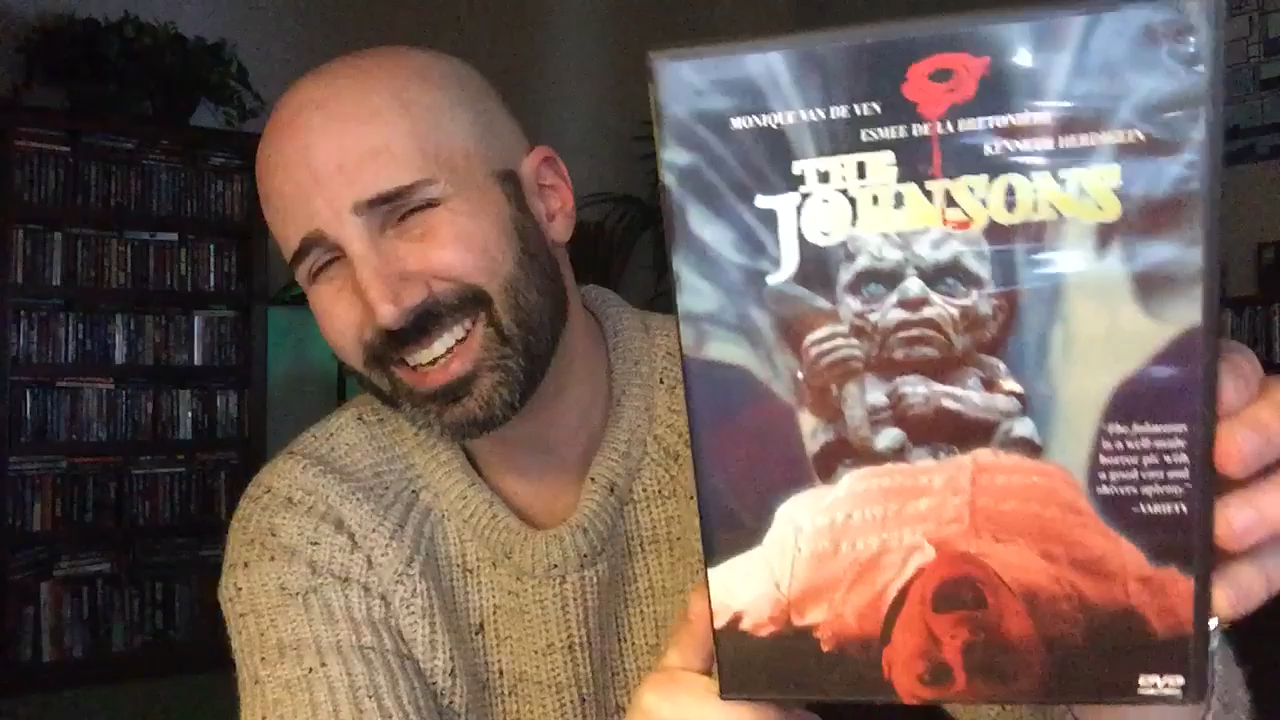 MONIQUE VAN DE VEN
ESMEE DE LA BRETONIÈRE
KENNETH HERDIGEIN
THE
JOHNSONS
"The Johnsons
is a well-made
horror pic with
a good cast and
shivers aplenty."
–VARIETY
DVD